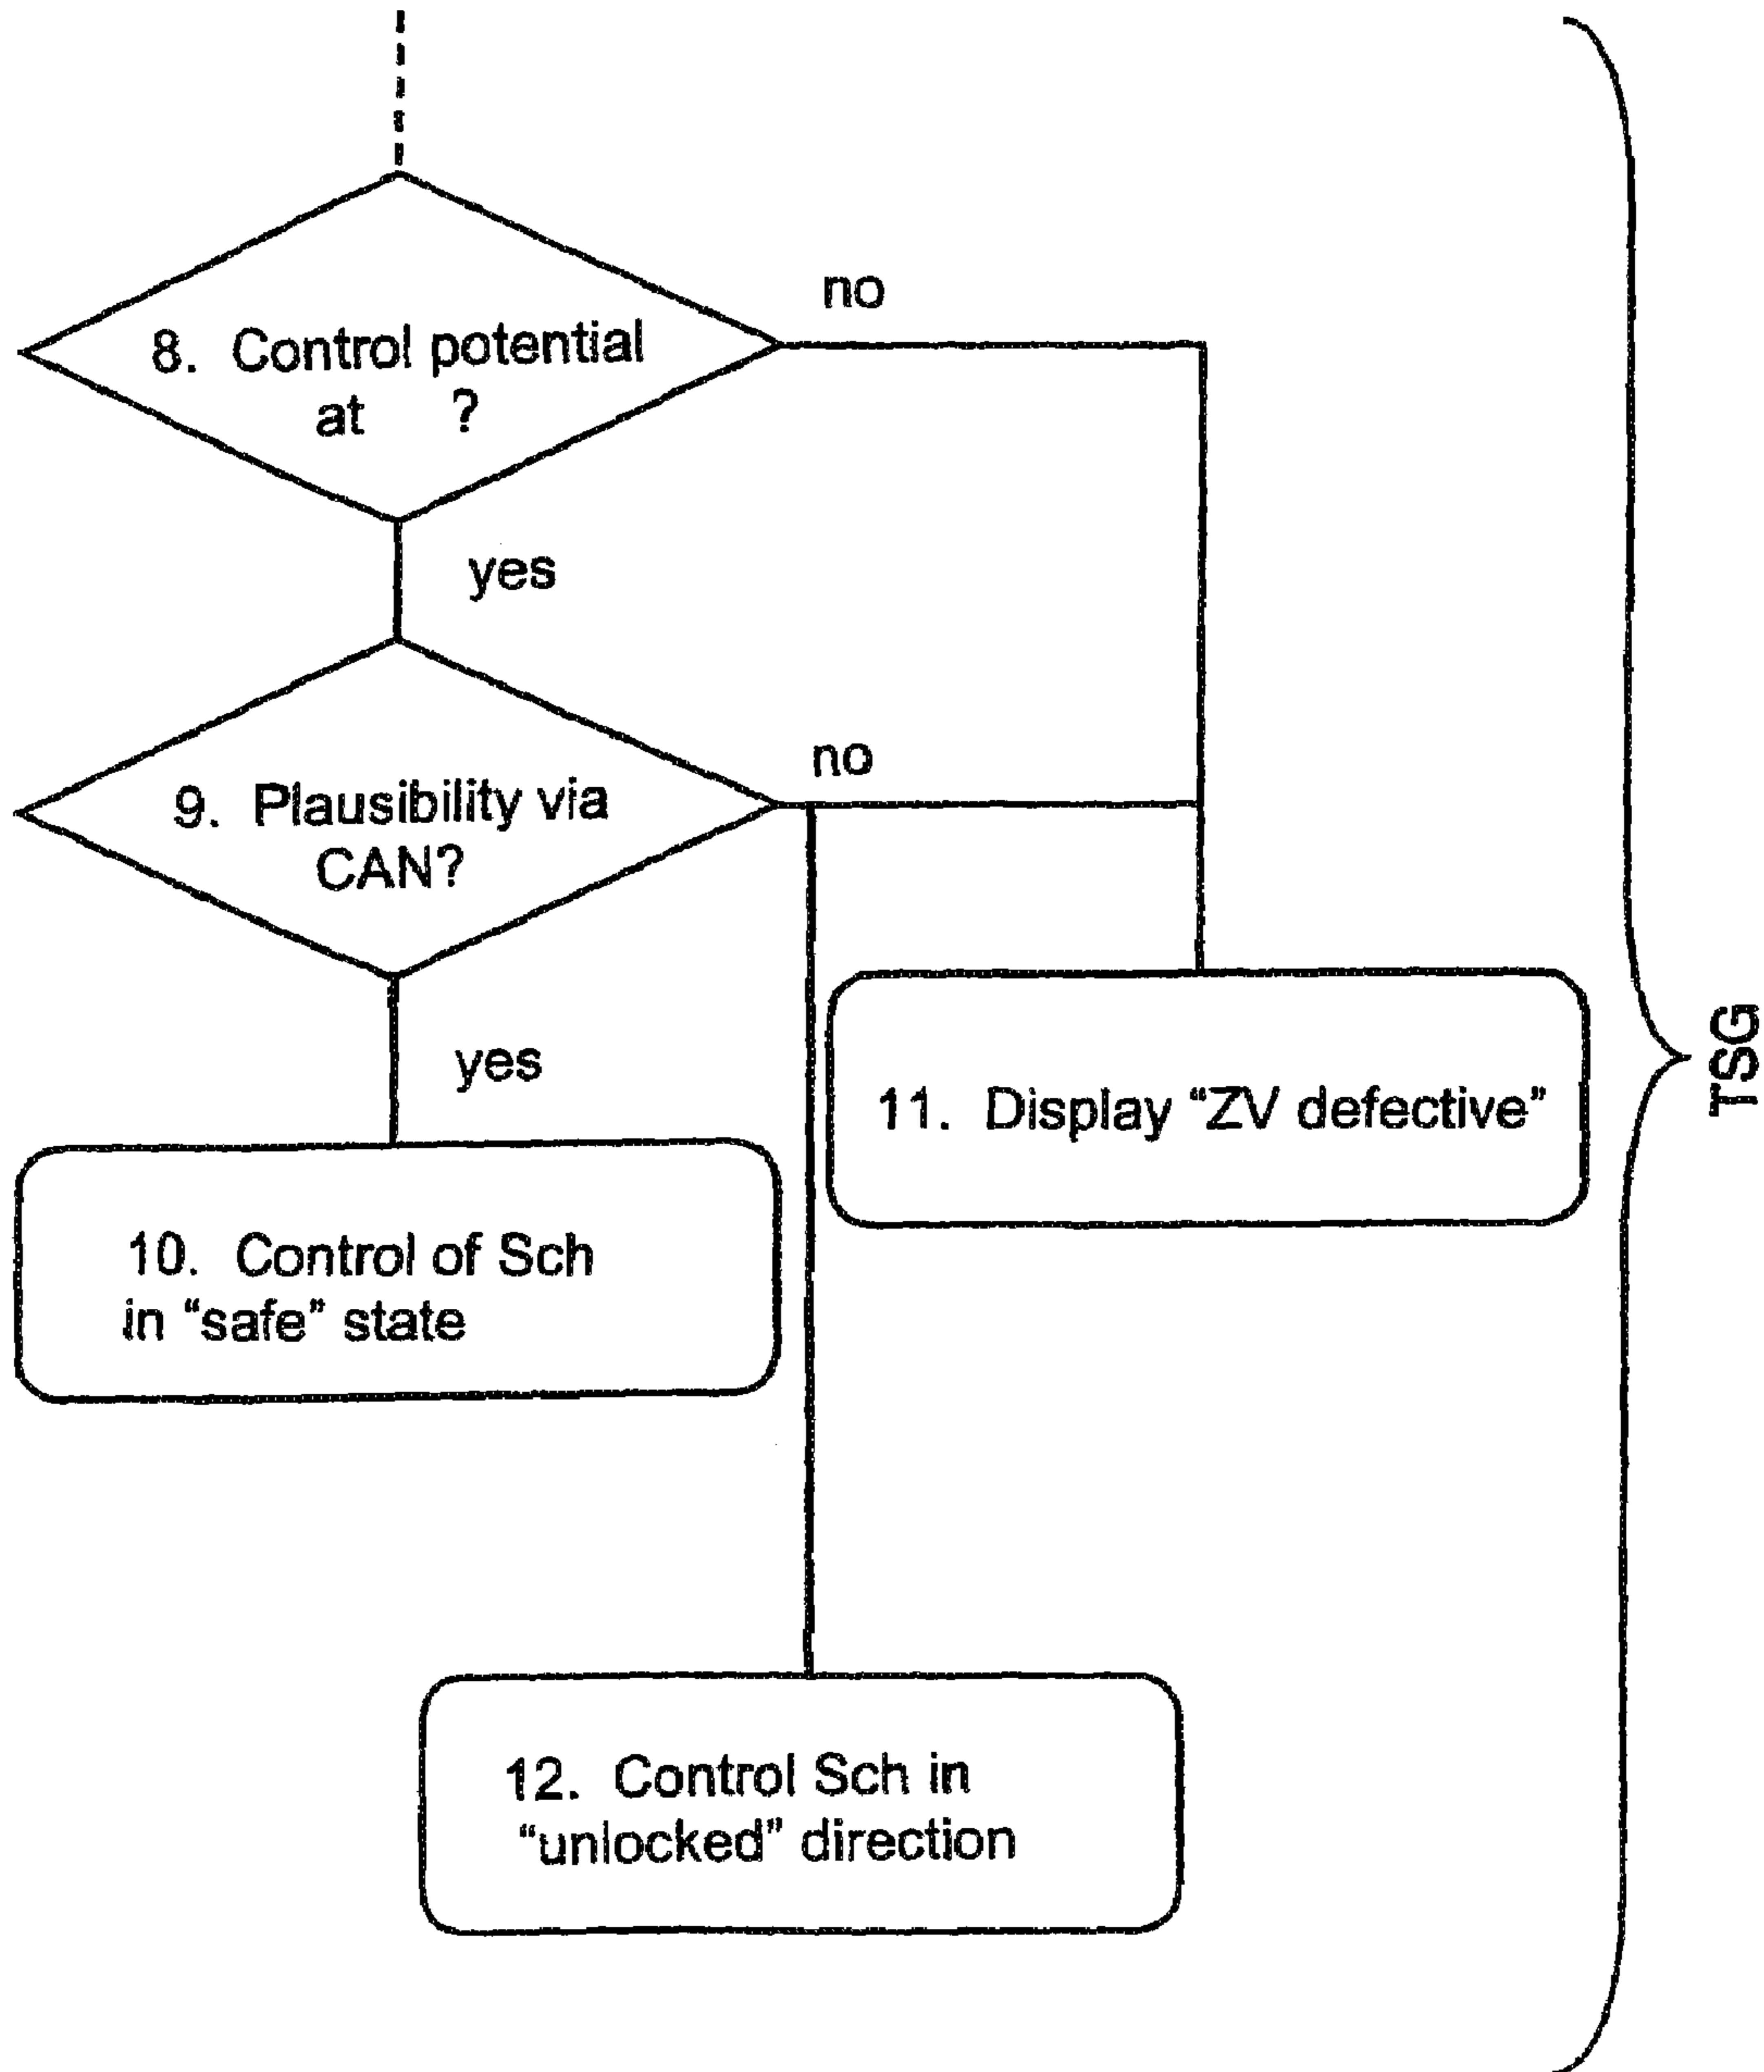 no
8. Control potential
at ?
yes
no
9. Plausibility via
CAN?
yes
11. Display “ZV defective”
10. Control of Sch
in “safe” state
12. Control Sch in
“unlocked” direction
TSG